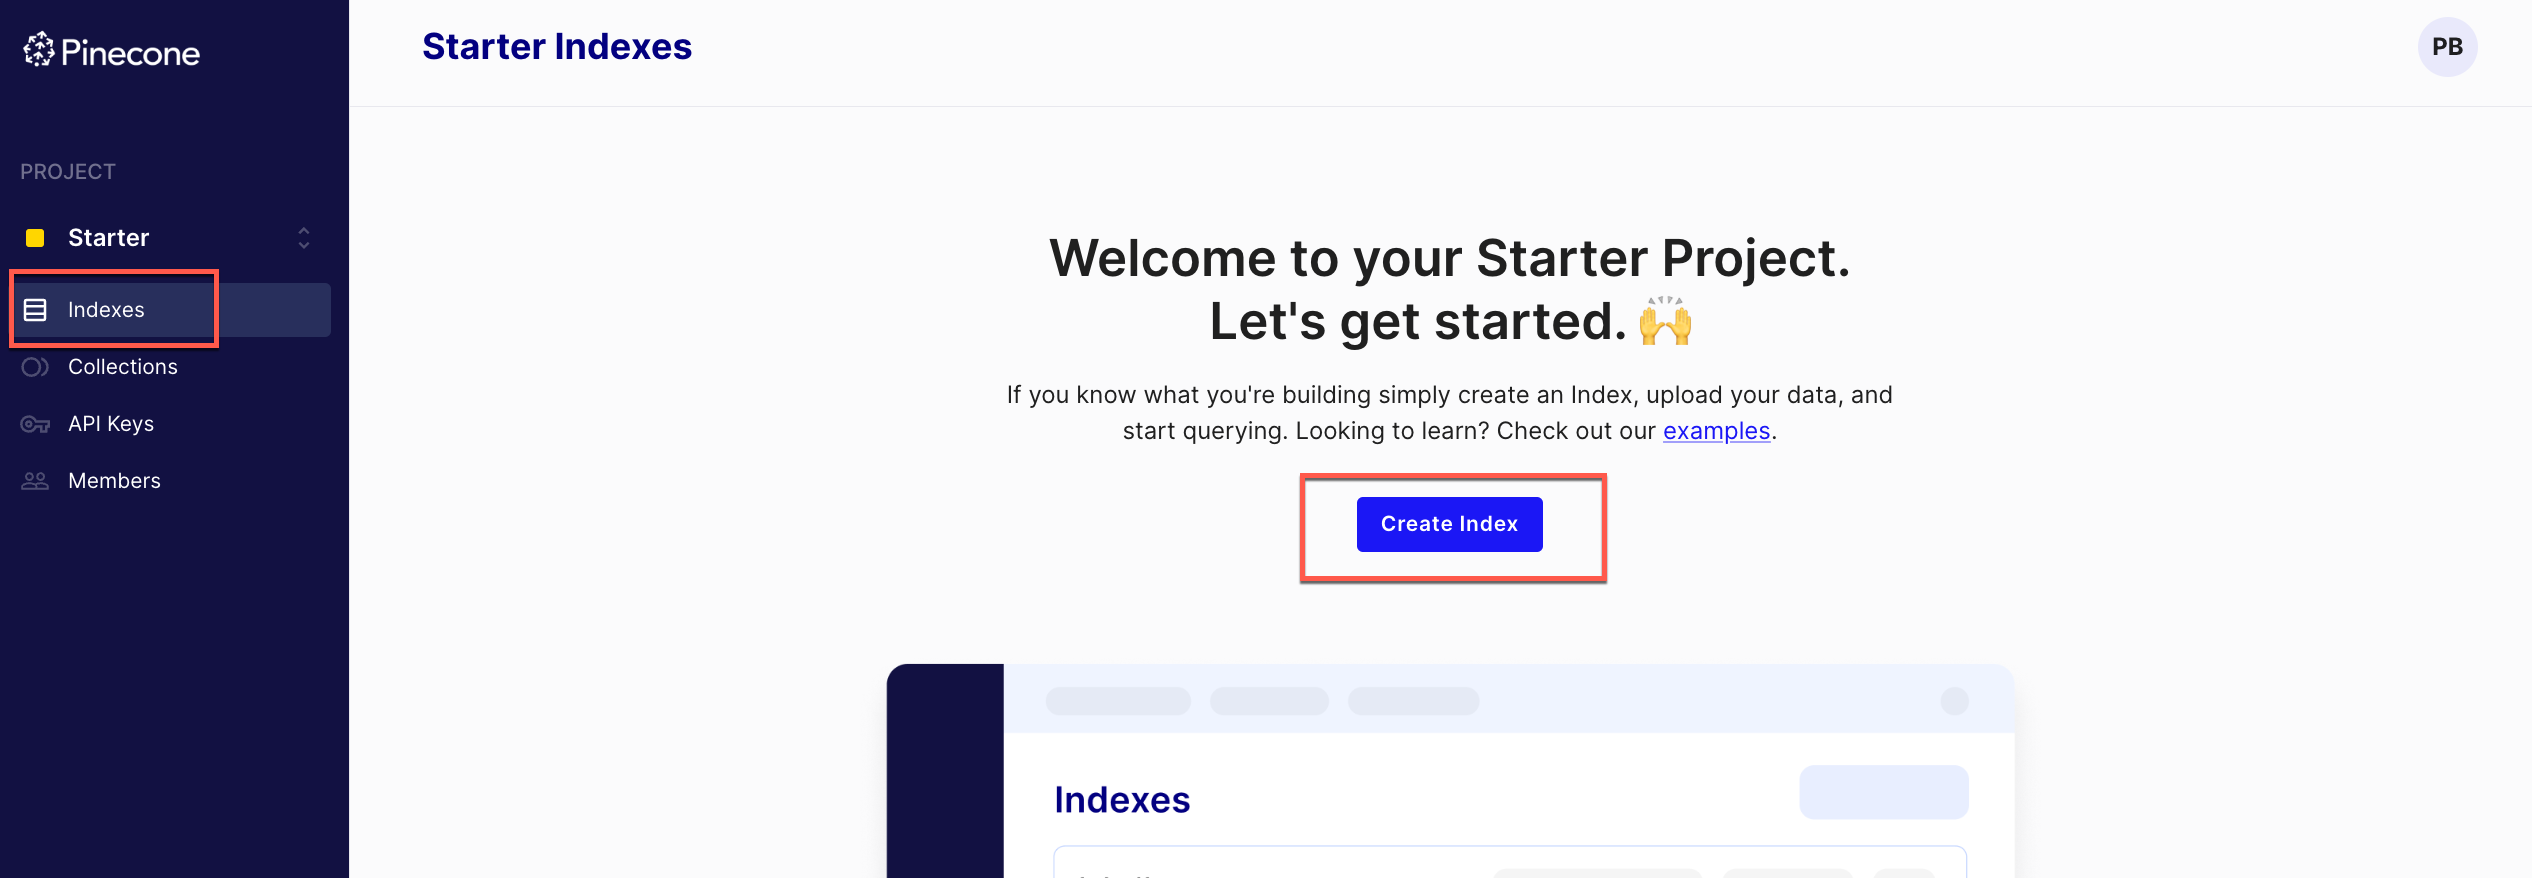 Pinecone
PROJECT
Starter
Indexes
Collections
API Keys
Members
Starter Indexes
PB
Welcome to your Starter Project.
Let's get started. 🙌
If you know what you're building simply create an Index, upload your data, and
start querying. Looking to learn? Check out our examples.
Create Index
Indexes